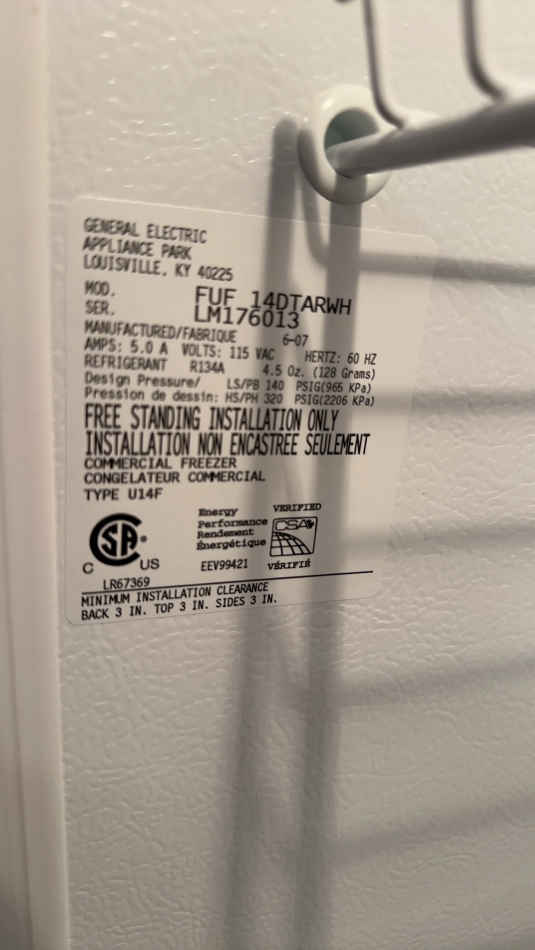 GENERAL ELECTRIC
APPLIANCE PARK
LOUISVILLE, KY 40225
MOD. FUF 14DTARWH
SER. LM176013
MANUFACTURED/FABRIQUE 6-07
AMPS: 5.0 A VOLTS: 115 VAC HERTZ: 60 HZ
REFRIGERANT R134A 4.5 Oz. (128 Grams)
Design Pressure/ LS/PB 140 PSIG(965 KPa)
Pression de dessin: HS/PH 320 PSIG(2206 KPa)
FREE STANDING INSTALLATION ONLY
INSTALLATION NON ENCASTREE SEULEMENT
COMMERCIAL FREEZER
CONGELATEUR COMMERCIAL
TYPE U14F
Energy VERIFIED
Performance CSA
Rendement
Énergétique
SA
C US EEV99421 VÉRIFIÉ
LR67369
MINIMUM INSTALLATION CLEARANCE
BACK 3 IN. TOP 3 IN. SIDES 3 IN.